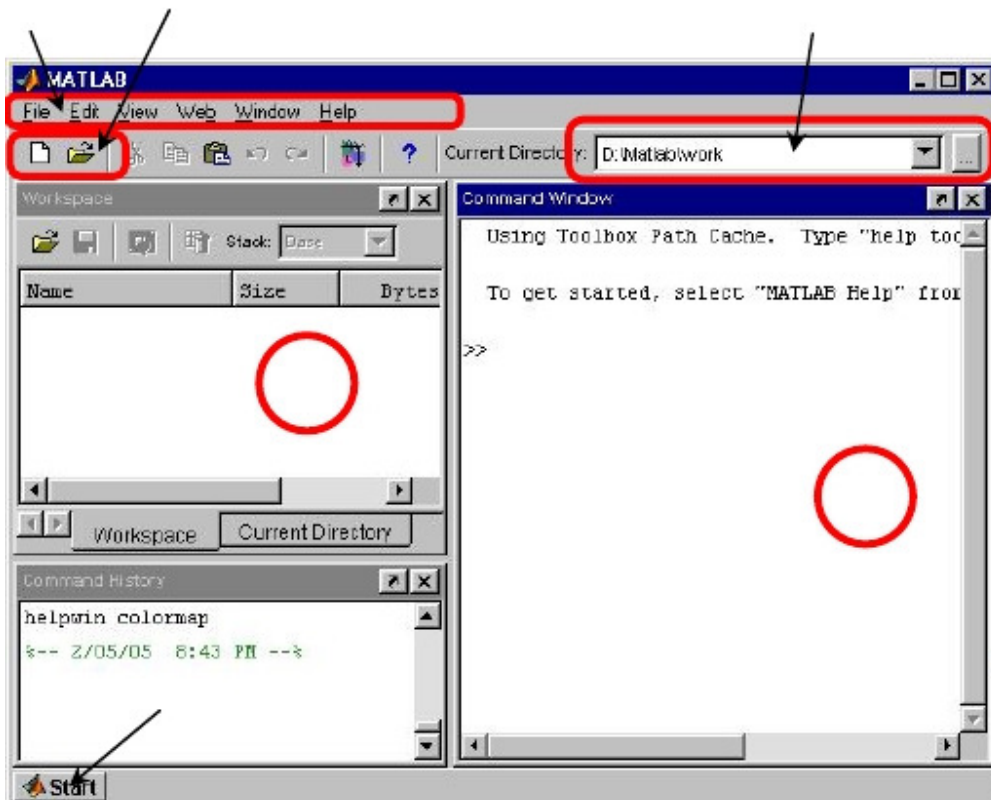 MATLAB
File Edit View Web Window Help
? Current Directory: D:\Matlab\work ...
Workspace
Stack: Base
Name Size Bytes
Workspace Current Directory
Command History
helpwin colormap
%-- 2/05/05 8:43 PM --%
Command Window
Using Toolbox Path Cache. Type "help too
To get started, select "MATLAB Help" from
>>
Start